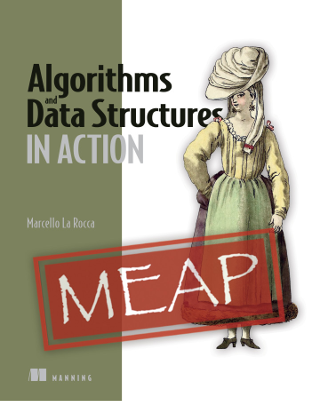 Algorithms
and
Data Structures
IN ACTION
Marcello La Rocca
MEAP
MANNING